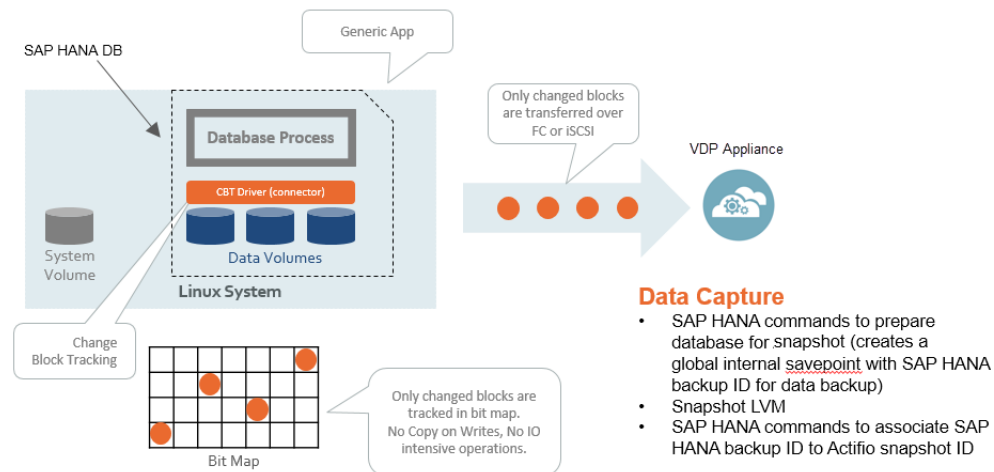 Generic App
SAP HANA DB
Database Process
CBT Driver (connector)
System
Volume
Data Volumes
Linux System
Only changed blocks
are transferred over
FC or iSCSI
VDP Appliance
Change
Block Tracking
Bit Map
Only changed blocks are
tracked in bit map.
No Copy on Writes, No IO
intensive operations.
Data Capture
• SAP HANA commands to prepare
database for snapshot (creates a
global internal savepoint with SAP HANA
backup ID for data backup)
• Snapshot LVM
• SAP HANA commands to associate SAP
HANA backup ID to Actifio snapshot ID